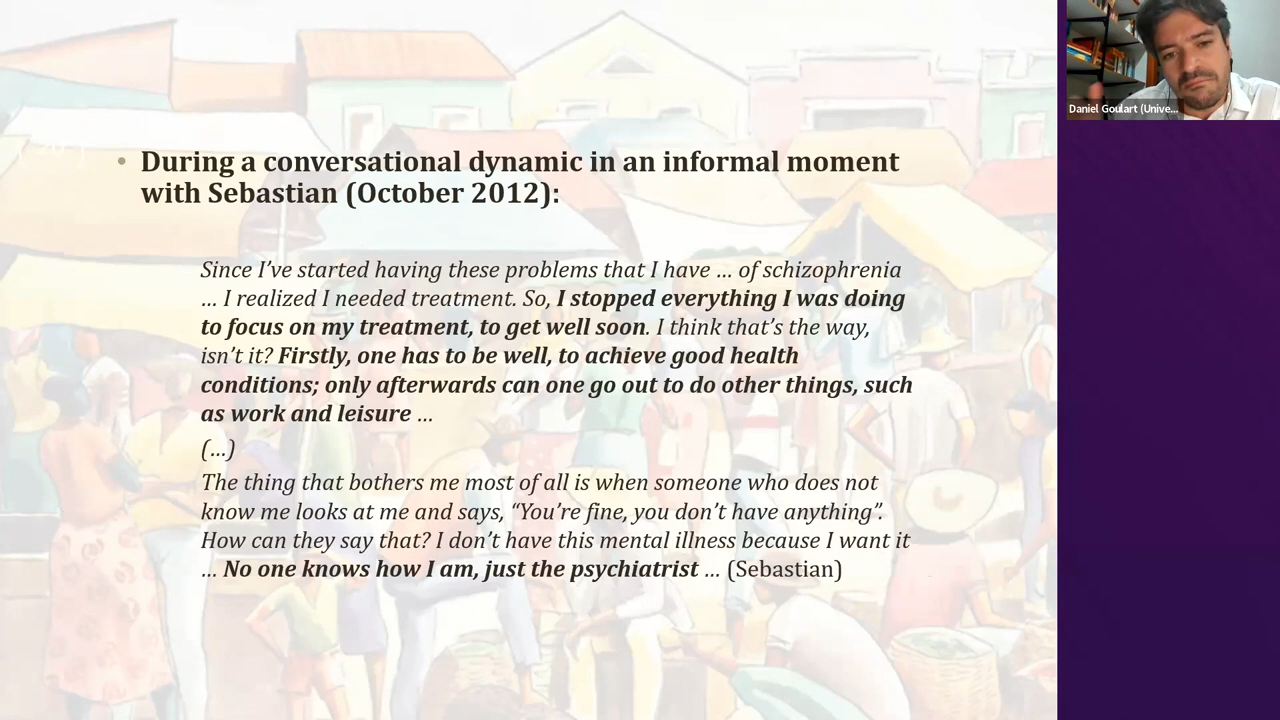 • During a conversational dynamic in an informal moment
with Sebastian (October 2012):
Since I’ve started having these problems that I have … of schizophrenia
… I realized I needed treatment. So, I stopped everything I was doing
to focus on my treatment, to get well soon. I think that’s the way,
isn’t it? Firstly, one has to be well, to achieve good health
conditions; only afterwards can one go out to do other things, such
as work and leisure …
(…)
The thing that bothers me most of all is when someone who does not
know me looks at me and says, “You’re fine, you don’t have anything”.
How can they say that? I don’t have this mental illness because I want it
… No one knows how I am, just the psychiatrist … (Sebastian)
Daniel Goulart (Unive...